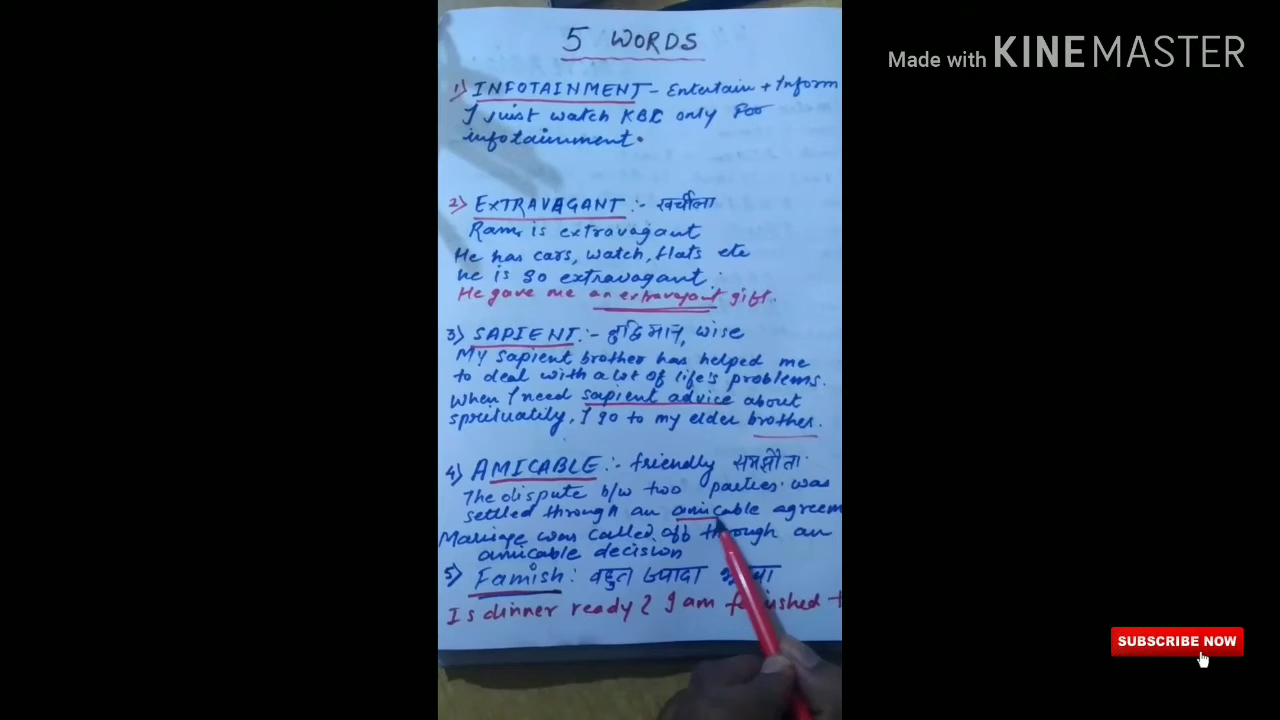 5 WORDS
Made with KINEMASTER
1) INFOTAINMENT - Entertain + Inform
I just watch KBC only for
infotainment.
2) EXTRAVAGANT :- खर्चीला
Ram is extravagant
He has cars, watch, flats etc
he is so extravagant.
He gave me an extravagant gift.
3) SAPIENT :- बुद्धिमान, wise
My sapient brother has helped me
to deal with a lot of life's problems.
When I need sapient advice about
I go to my elder brother.
4) AMICABLE :- friendly समझौता
The dispute b/w two parties was
settled through an amicable agreem
Marriage was called off through an
amicable decision
5) Famish : बहुत ज्यादा
Is dinner ready? I am famished
SUBSCRIBE NOW